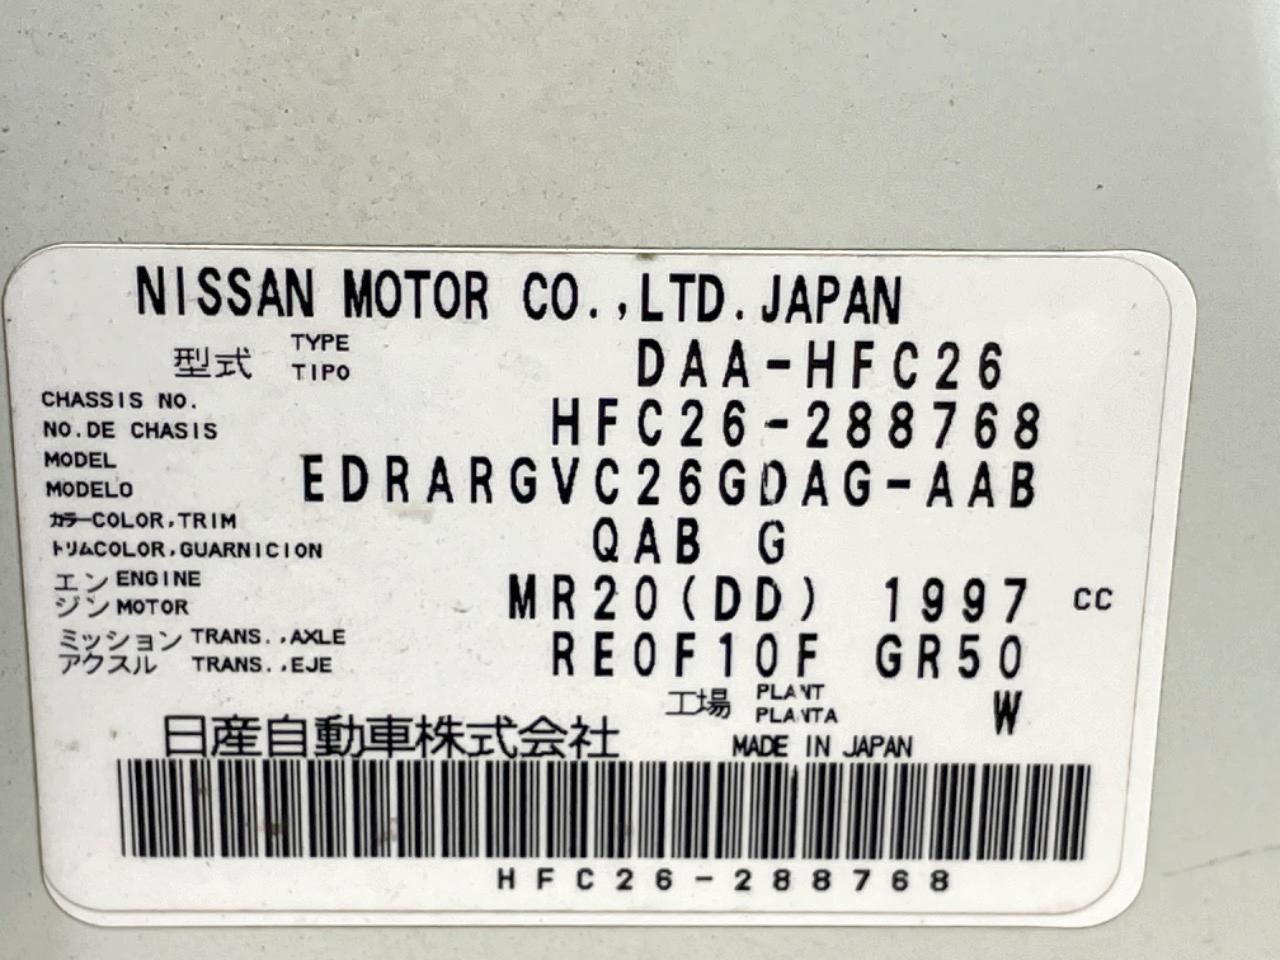 NISSAN MOTOR CO.,LTD.JAPAN
型式 TYPE TIPO DAA-HFC26
CHASSIS NO. NO.DE CHASIS HFC26-288768
MODEL MODELO EDRARGVC26GDAG-AAB
カラーCOLOR,TRIM QAB G
トリムCOLOR,GUARNICION
エンジン ENGINE MOTOR MR20(DD) 1997 CC
ミッション TRANS.,AXLE RE0F10F GR50
アクスル TRANS.,EJE
工場 PLANT PLANTA W
日産自動車株式会社 MADE IN JAPAN
HFC26-288768